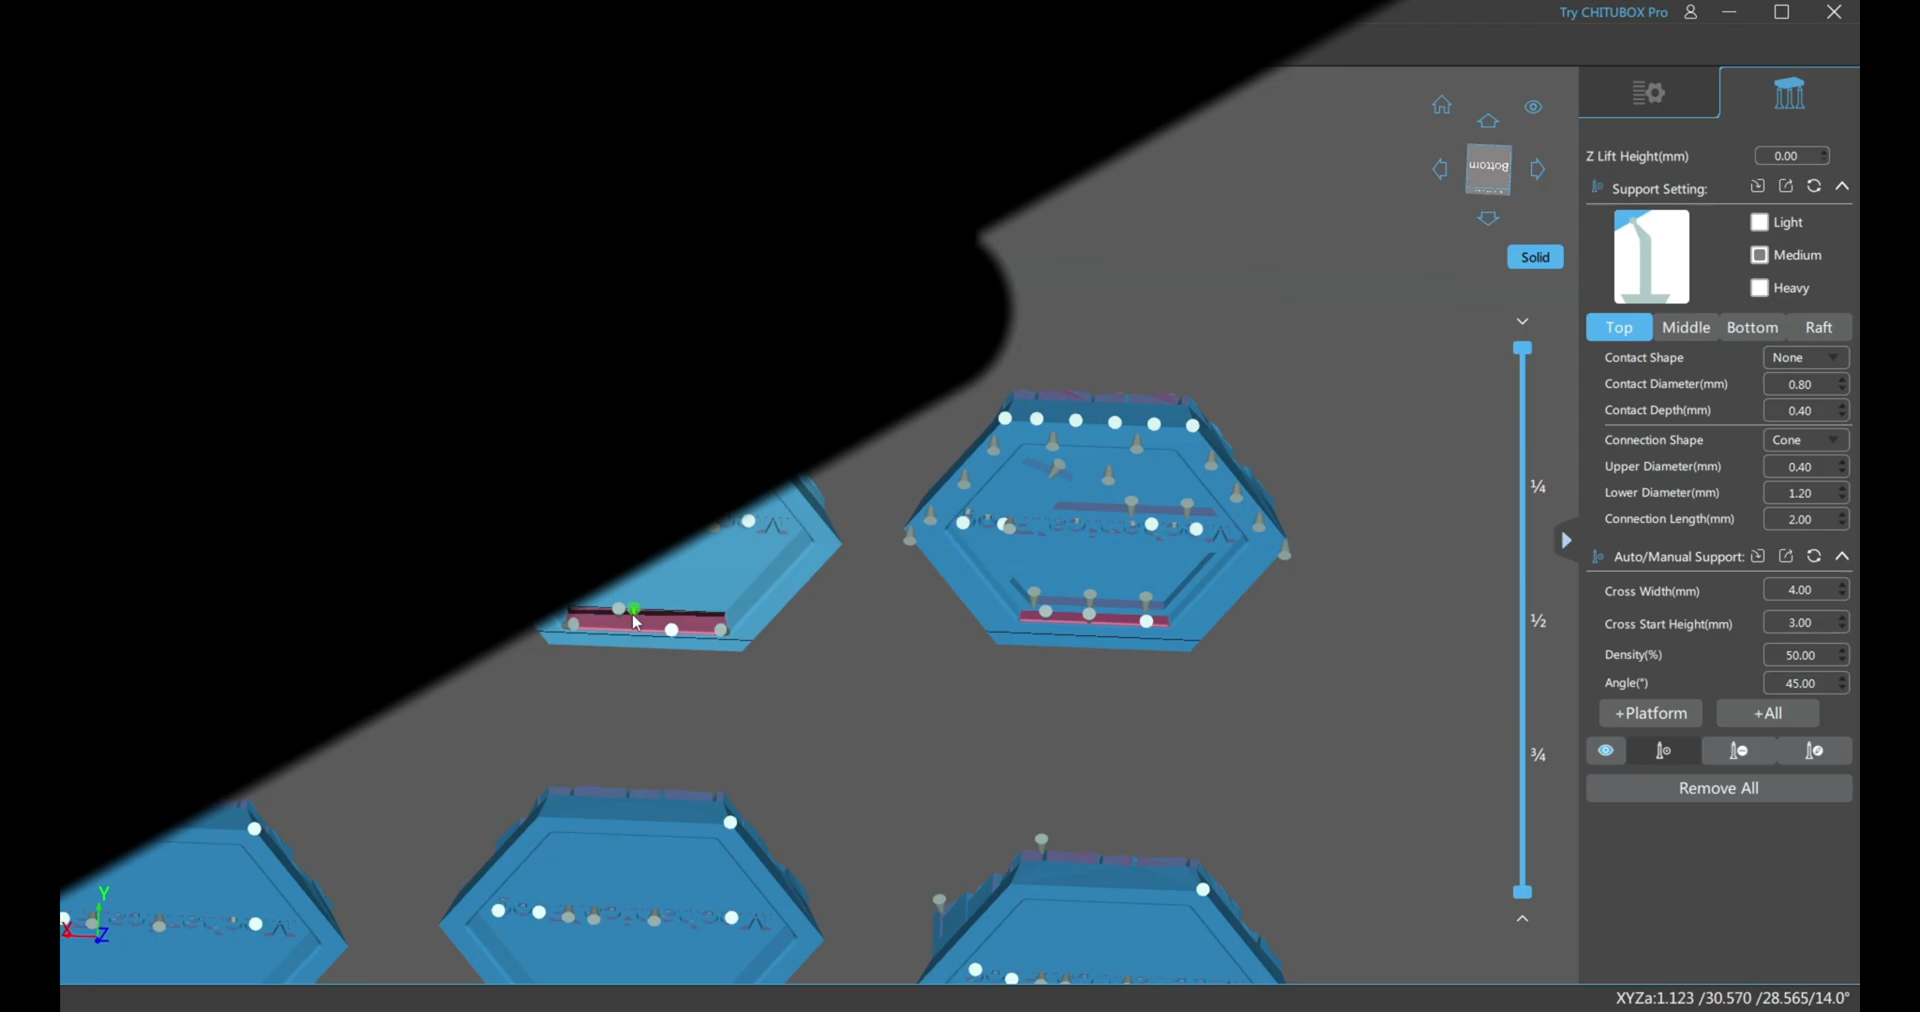 Try CHITUBOX Pro
Bottom
Solid
Z Lift Height(mm) 0.00
Support Setting:
Light
Medium
Heavy
Top Middle Bottom Raft
Contact Shape None
Contact Diameter(mm) 0.80
Contact Depth(mm) 0.40
Connection Shape Cone
Upper Diameter(mm) 0.40
Lower Diameter(mm) 1.20
Connection Length(mm) 2.00
Auto/Manual Support:
Cross Width(mm) 4.00
Cross Start Height(mm) 3.00
Density(%) 50.00
Angle(°) 45.00
+Platform +All
Remove All
¼
½
¾
Y
X
Z
XYZa:1.123 /30.570 /28.565/14.0°